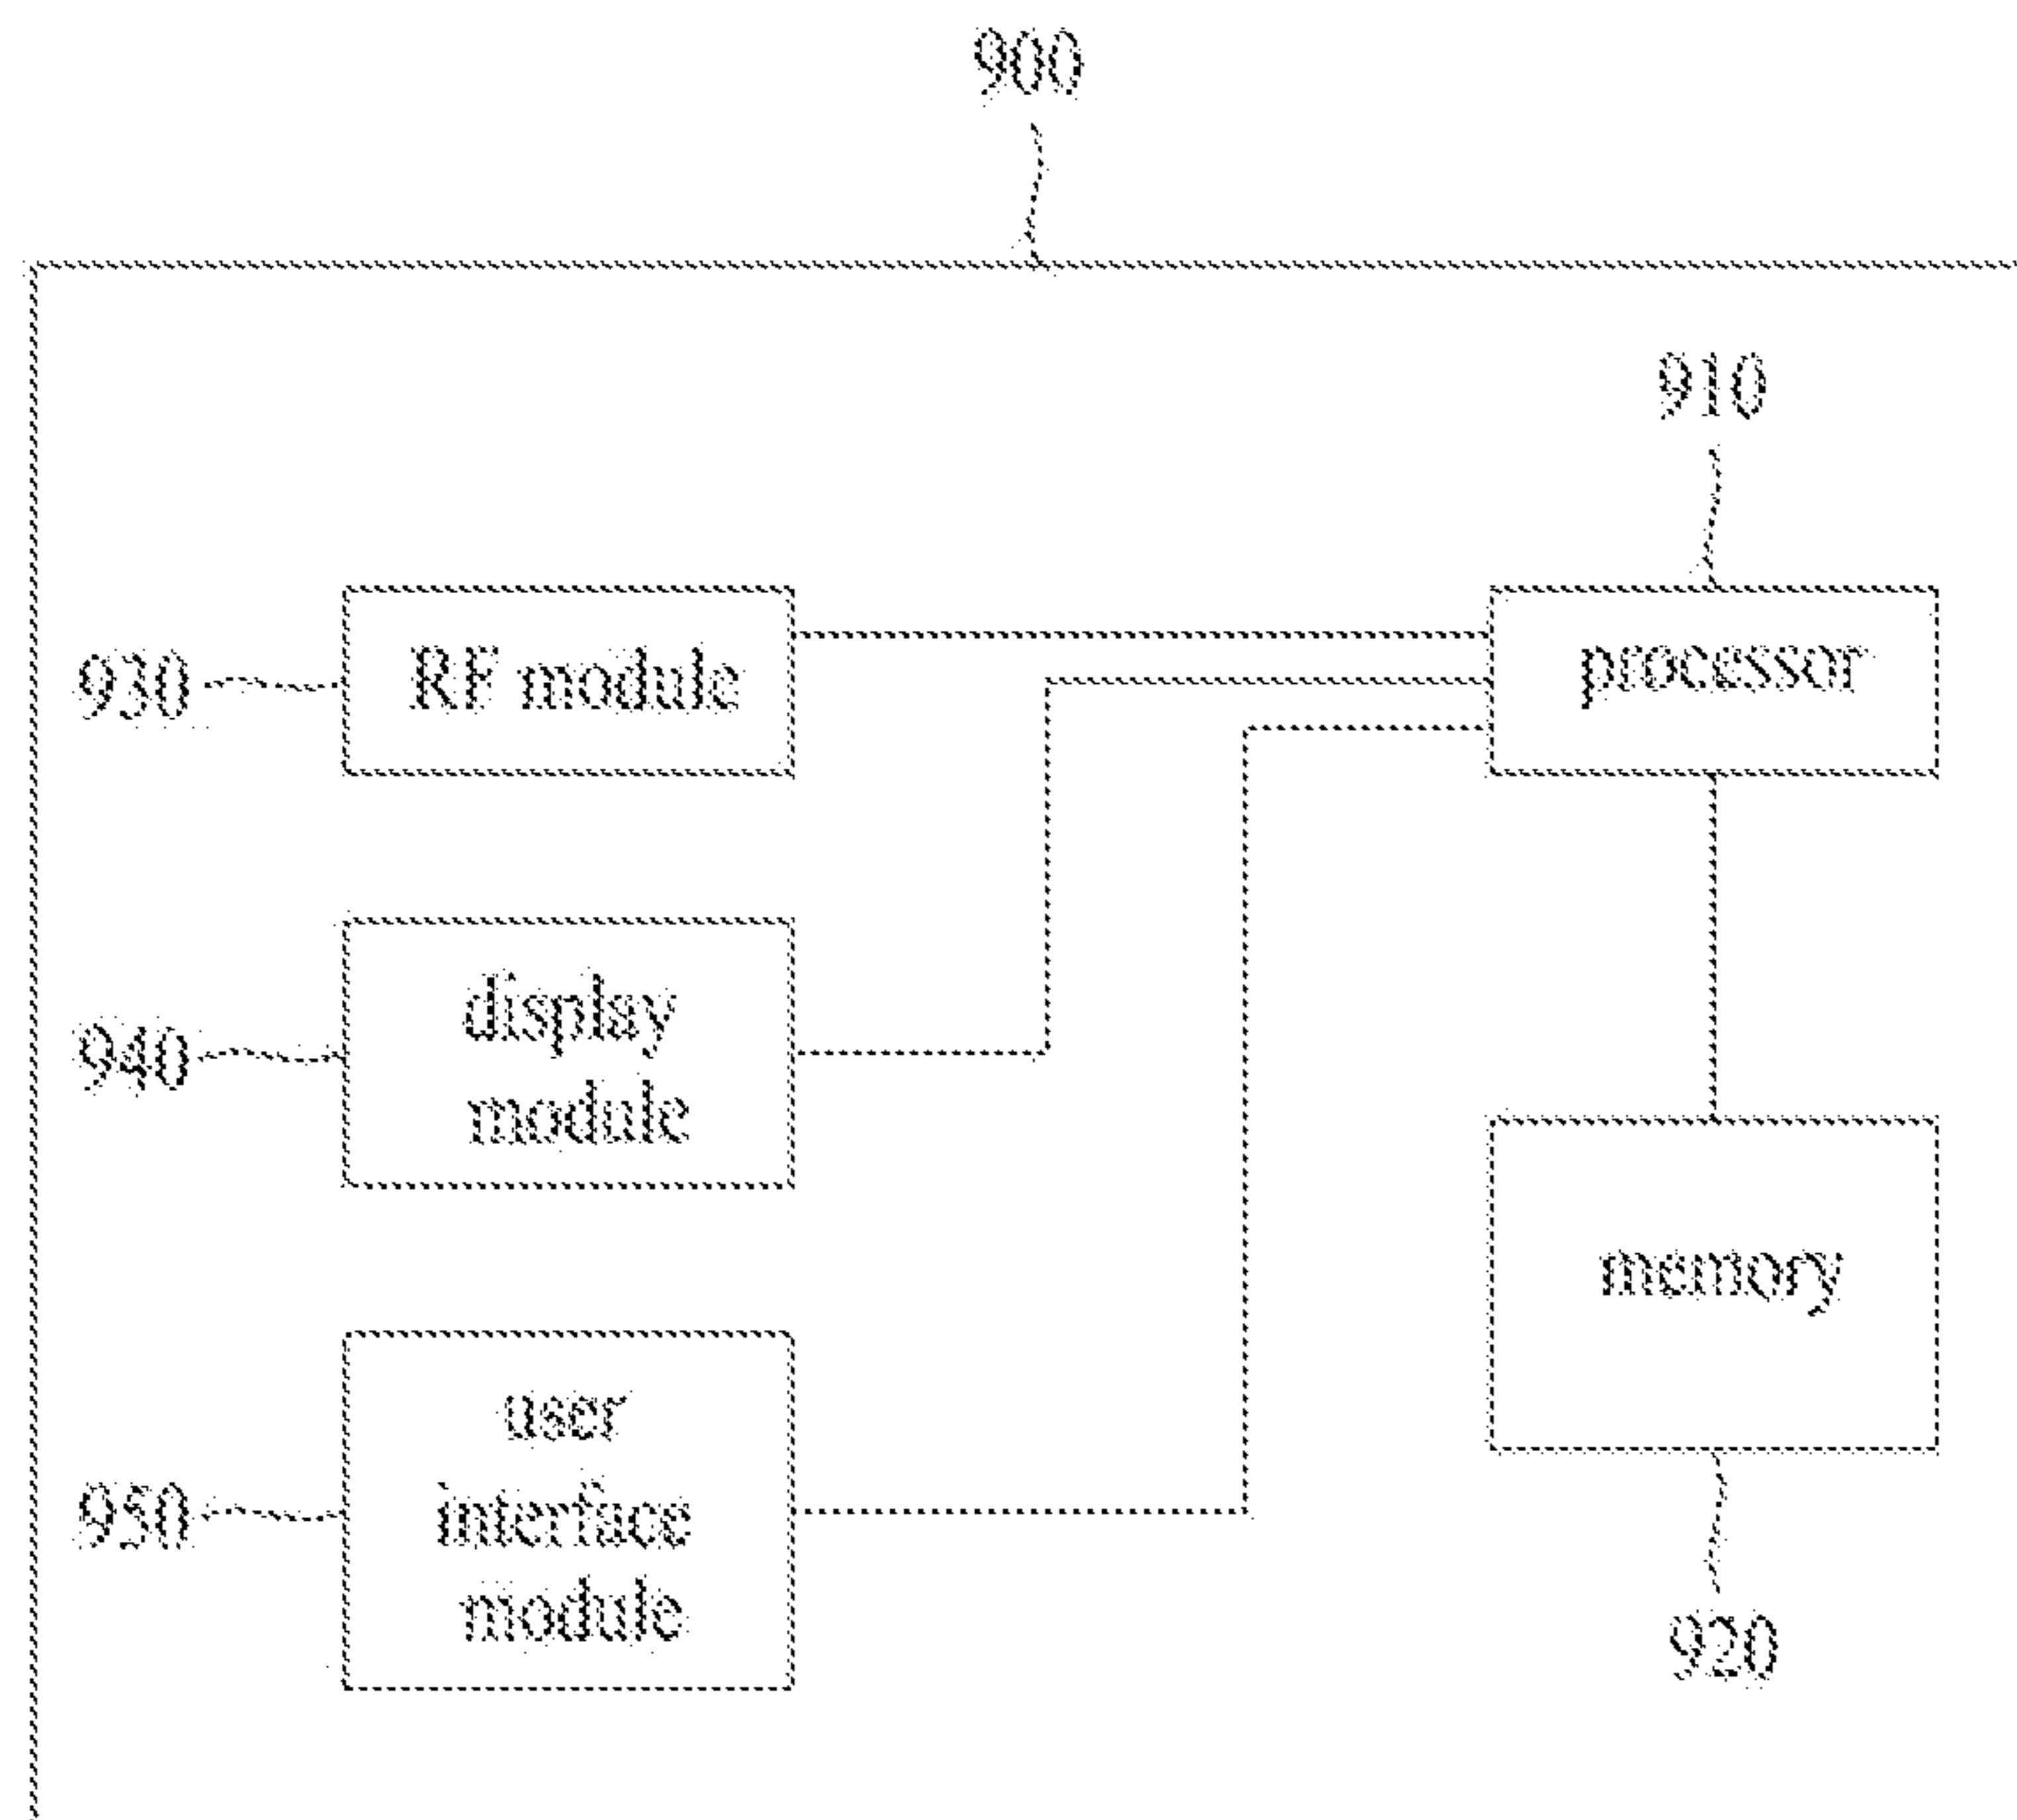 900
910
930
RF module
processor
940
display
module
memory
950
user
interface
module
920